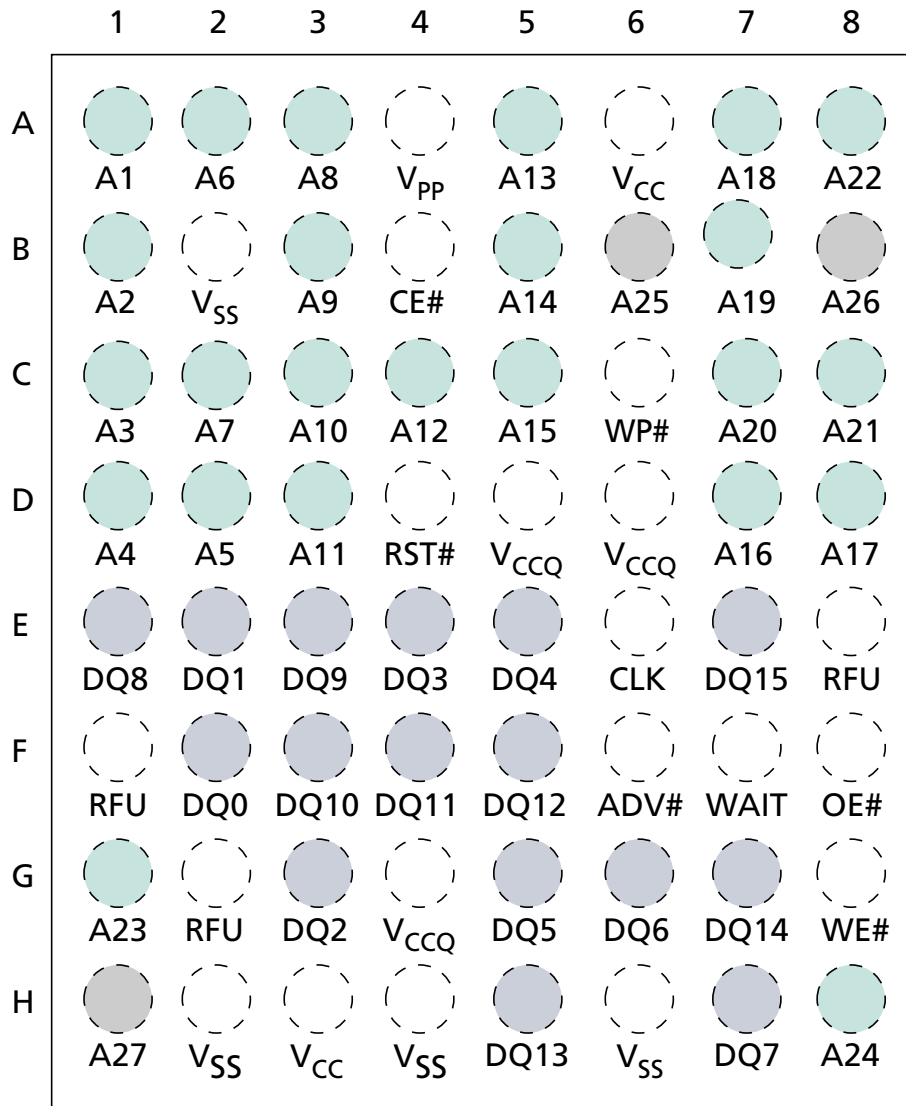 1 2 3 4 5 6 7 8
A
A1 A6 A8 VPP A13 VCC A18 A22
B
A2 VSS A9 CE# A14 A25 A19 A26
C
A3 A7 A10 A12 A15 WP# A20 A21
D
A4 A5 A11 RST# VCCQ VCCQ A16 A17
E
DQ8 DQ1 DQ9 DQ3 DQ4 CLK DQ15 RFU
F
RFU DQ0 DQ10 DQ11 DQ12 ADV# WAIT OE#
G
A23 RFU DQ2 VCCQ DQ5 DQ6 DQ14 WE#
H
A27 VSS VCC VSS DQ13 VSS DQ7 A24